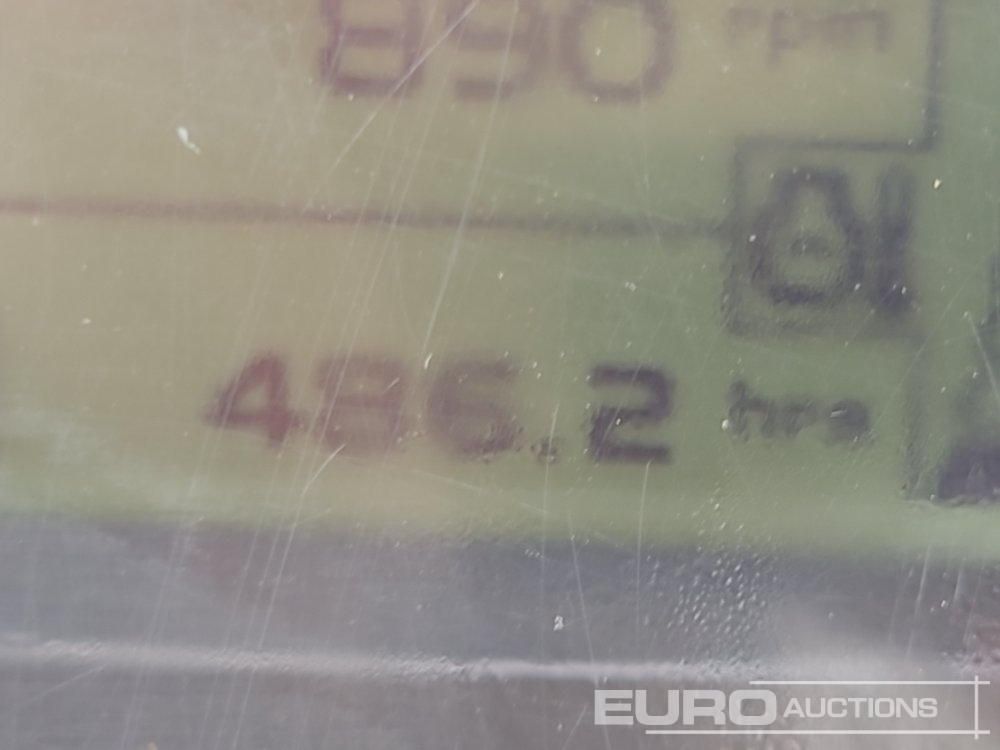 890 rpm
486.2 hrs
EURO AUCTIONS